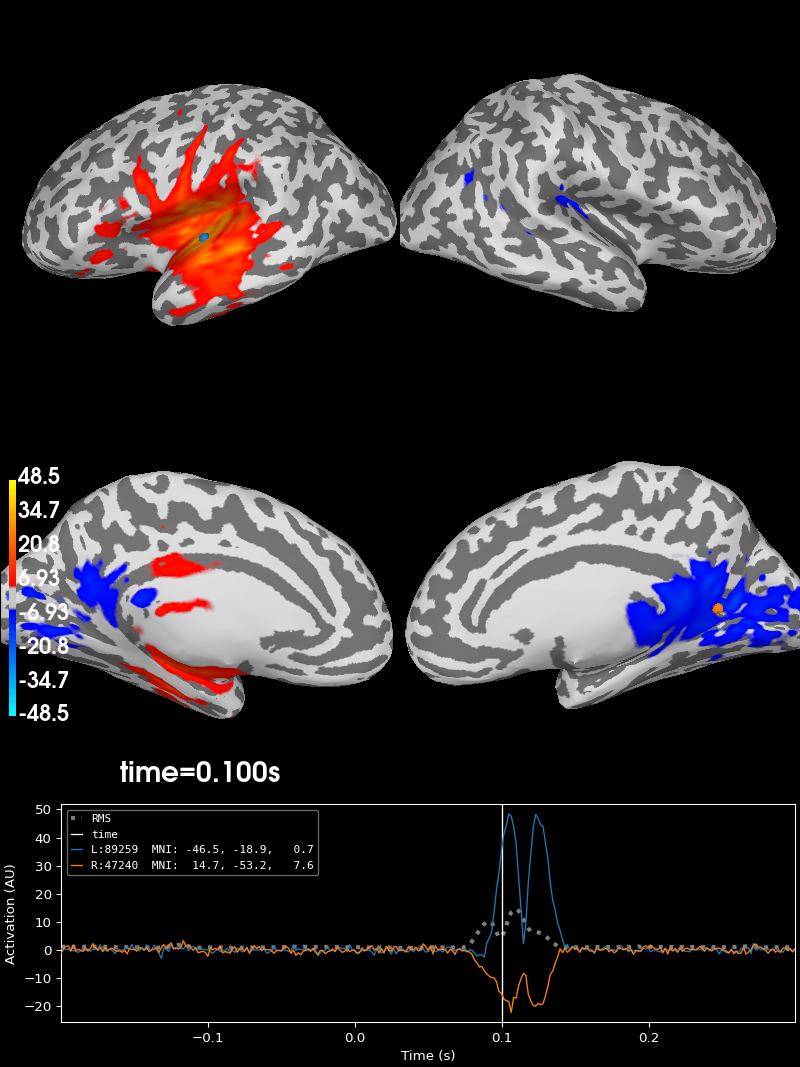 48.5
34.7
20.8
6.93
-6.93
-20.8
-34.7
-48.5
time=0.100s
50
40
30
20
10
0
−10
−20
Activation (AU)
RMS
time
L:89259  MNI: -46.5, -18.9,   0.7
R:47240  MNI:  14.7, -53.2,   7.6
−0.1
0.0
0.1
0.2
Time (s)